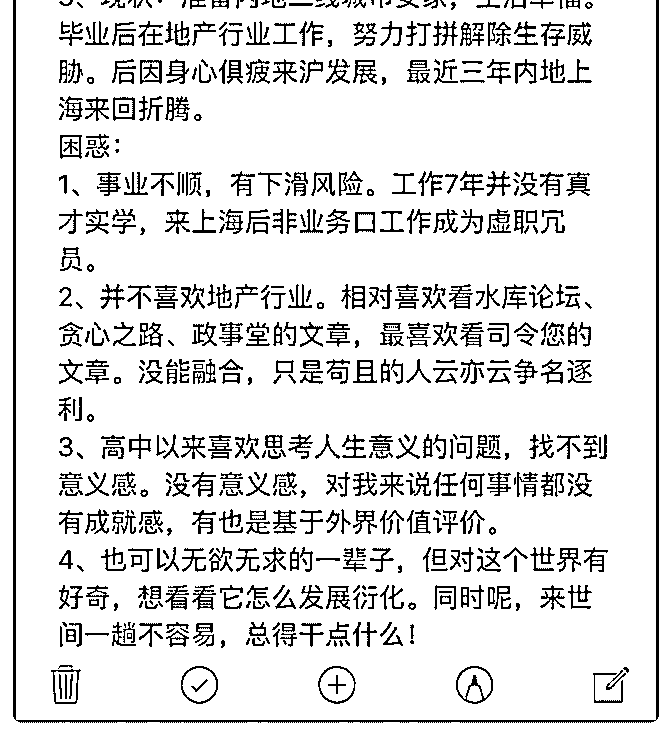 毕业后在地产行业工作，努力打拼解除生存威
胁。后因身心俱疲来沪发展，最近三年内地上
海来回折腾。
困惑：
1、事业不顺，有下滑风险。工作7年并没有真
才实学，来上海后非业务口工作成为虚职冗
员。
2、并不喜欢地产行业。相对喜欢看水库论坛、
贪心之路、政事堂的文章，最喜欢看司令您的
文章。没能融合，只是苟且的人云亦云争名逐
利。
3、高中以来喜欢思考人生意义的问题，找不到
意义感。没有意义感，对我来说任何事情都没
有成就感，有也是基于外界价值评价。
4、也可以无欲无求的一辈子，但对这个世界有
好奇，想看看它怎么发展衍化。同时呢，来世
间一趟不容易，总得干点什么！